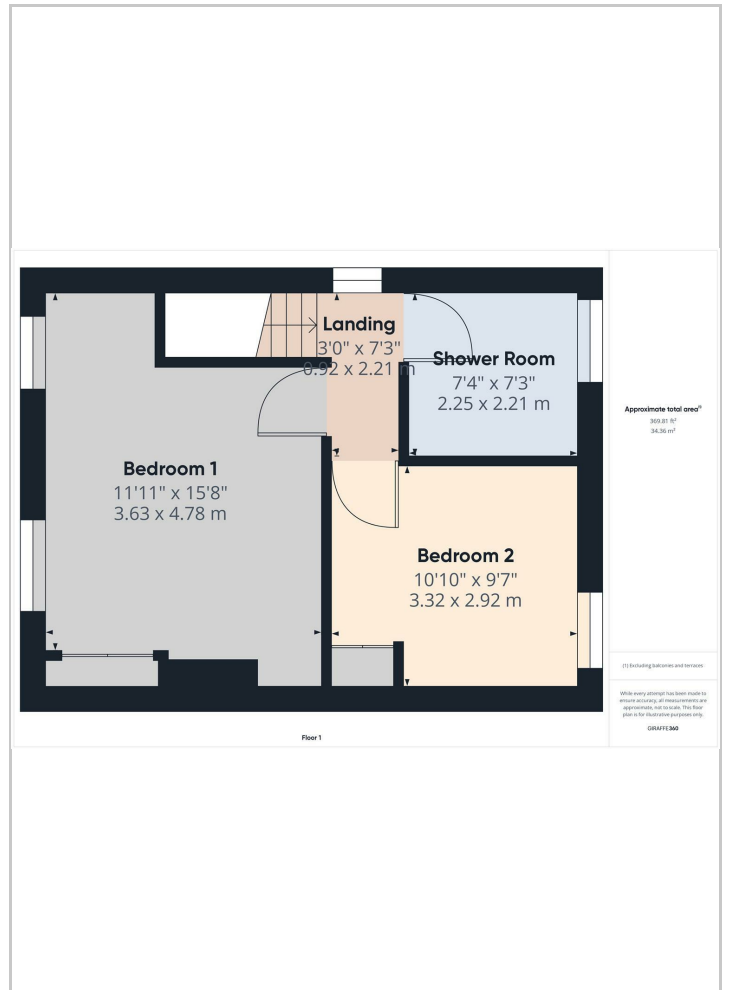 Landing
3'0" x 7'3"
0.92 x 2.21 m
Shower Room
7'4" x 7'3"
2.25 x 2.21 m
Bedroom 1
11'11" x 15'8"
3.63 x 4.78 m
Bedroom 2
10'10" x 9'7"
3.32 x 2.92 m
Floor 1
Approximate total area⁽¹⁾
369.81 ft²
34.36 m²
(1) Excluding balconies and terraces
While every attempt has been made to
ensure accuracy, all measurements are
approximate, not to scale. This floor
plan is for illustrative purposes only.
GIRAFFE360